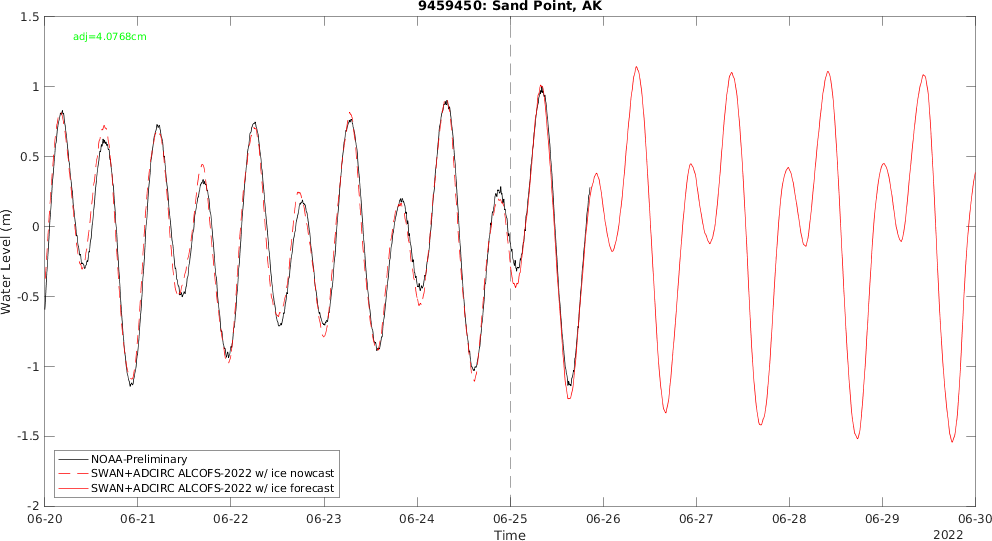 9459450: Sand Point, AK
adj=4.0768cm
Water Level (m)
1.5
1
0.5
0
-0.5
-1
-1.5
-2
NOAA-Preliminary
SWAN+ADCIRC ALCOFS-2022 w/ ice nowcast
SWAN+ADCIRC ALCOFS-2022 w/ ice forecast
06-20 06-21 06-22 06-23 06-24 06-25 06-26 06-27 06-28 06-29 06-30
Time
2022